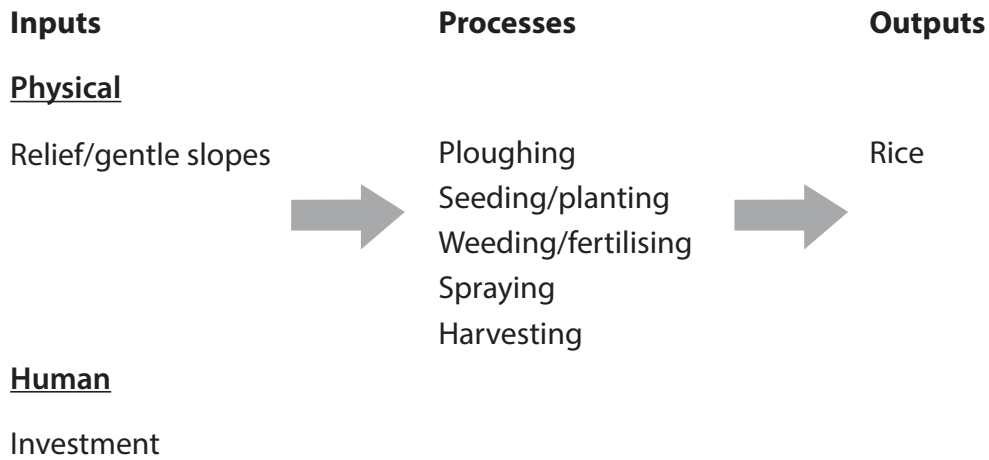 Inputs Processes Outputs
Physical
Relief/gentle slopes Ploughing Rice
Seeding/planting
Weeding/fertilising
Spraying
Harvesting
Human
Investment